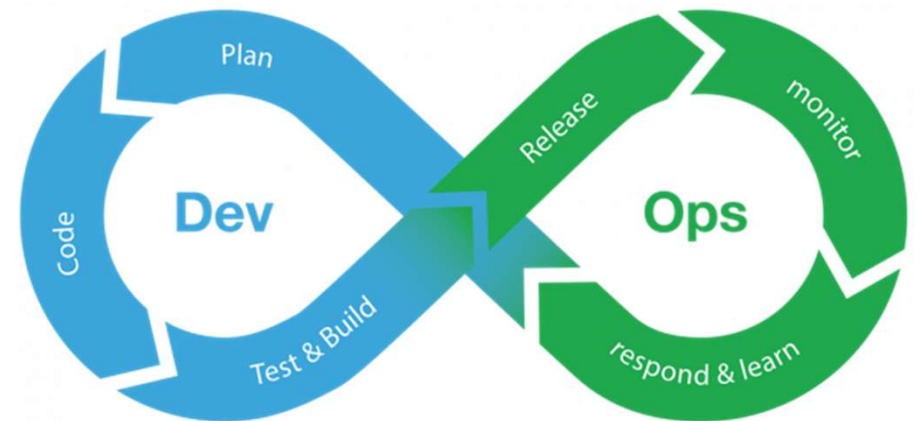 Plan
Code
Test & Build
Dev
Release
monitor
respond & learn
Ops